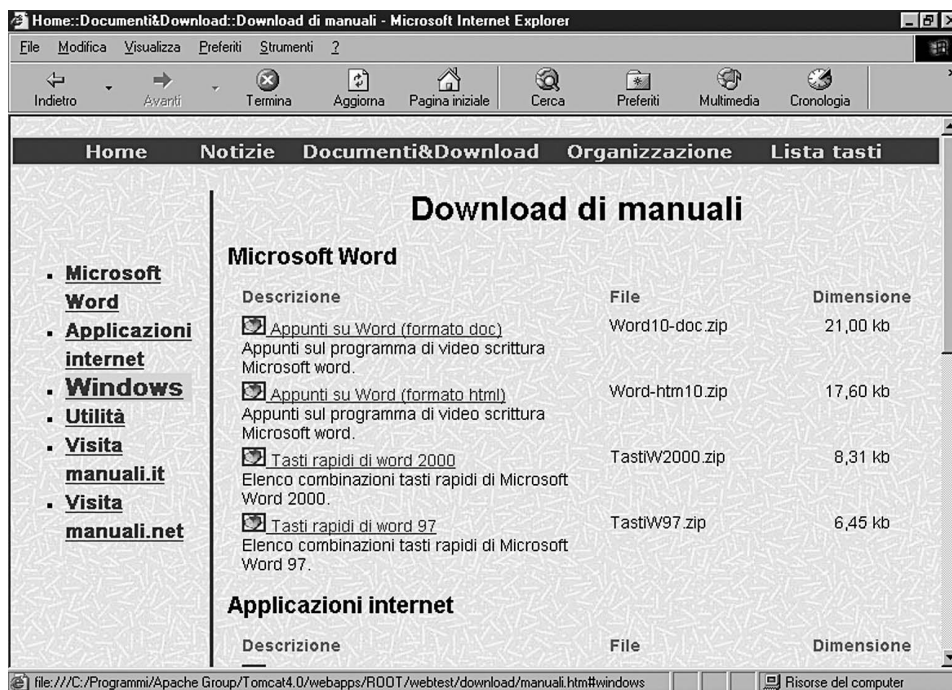 Home::Documenti&Download::Download di manuali - Microsoft Internet Explorer
File Modifica Visualizza Preferiti Strumenti ?
Indietro Avanti Termina Aggiorna Pagina iniziale Cerca Preferiti Multimedia Cronologia
Home Notizie Documenti&Download Organizzazione Lista tasti
Microsoft
Word
Applicazioni
internet
Windows
Utilità
Visita
manuali.it
Visita
manuali.net
Download di manuali
Microsoft Word
Descrizione File Dimensione
Appunti su Word (formato doc) Word10-doc.zip 21,00 kb
Appunti sul programma di video scrittura
Microsoft word.
Appunti su Word (formato html) Word-htm10.zip 17,60 kb
Appunti sul programma di video scrittura
Microsoft word.
Tasti rapidi di word 2000 TastiW2000.zip 8,31 kb
Elenco combinazioni tasti rapidi di Microsoft
Word 2000.
Tasti rapidi di word 97 TastiW97.zip 6,45 kb
Elenco combinazioni tasti rapidi di Microsoft
Word 97.
Applicazioni internet
Descrizione File Dimensione
file:///C:/Programmi/Apache Group/Tomcat4.0/webapps/ROOT/webtest/download/manuali.htm#windows Risorse del computer